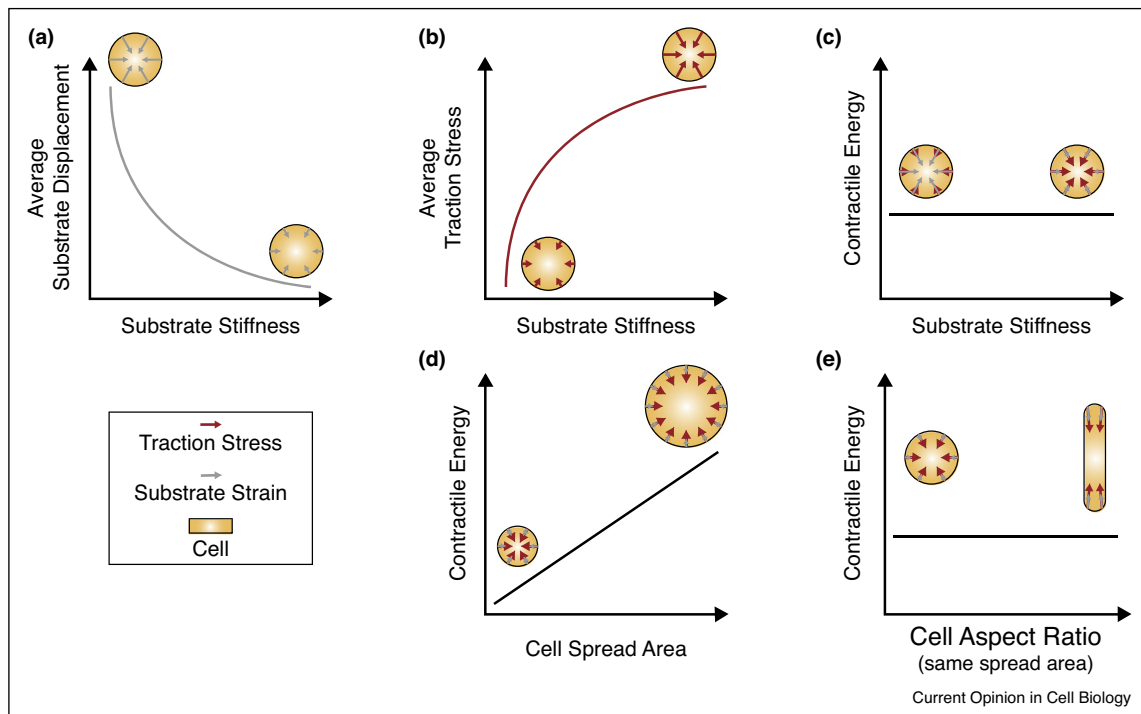 (a)
Average
Substrate Displacement
Substrate Stiffness
(b)
Average
Traction Stress
Substrate Stiffness
(c)
Contractile Energy
Substrate Stiffness
Traction Stress
Substrate Strain
Cell
(d)
Contractile Energy
Cell Spread Area
(e)
Contractile Energy
Cell Aspect Ratio
(same spread area)
Current Opinion in Cell Biology